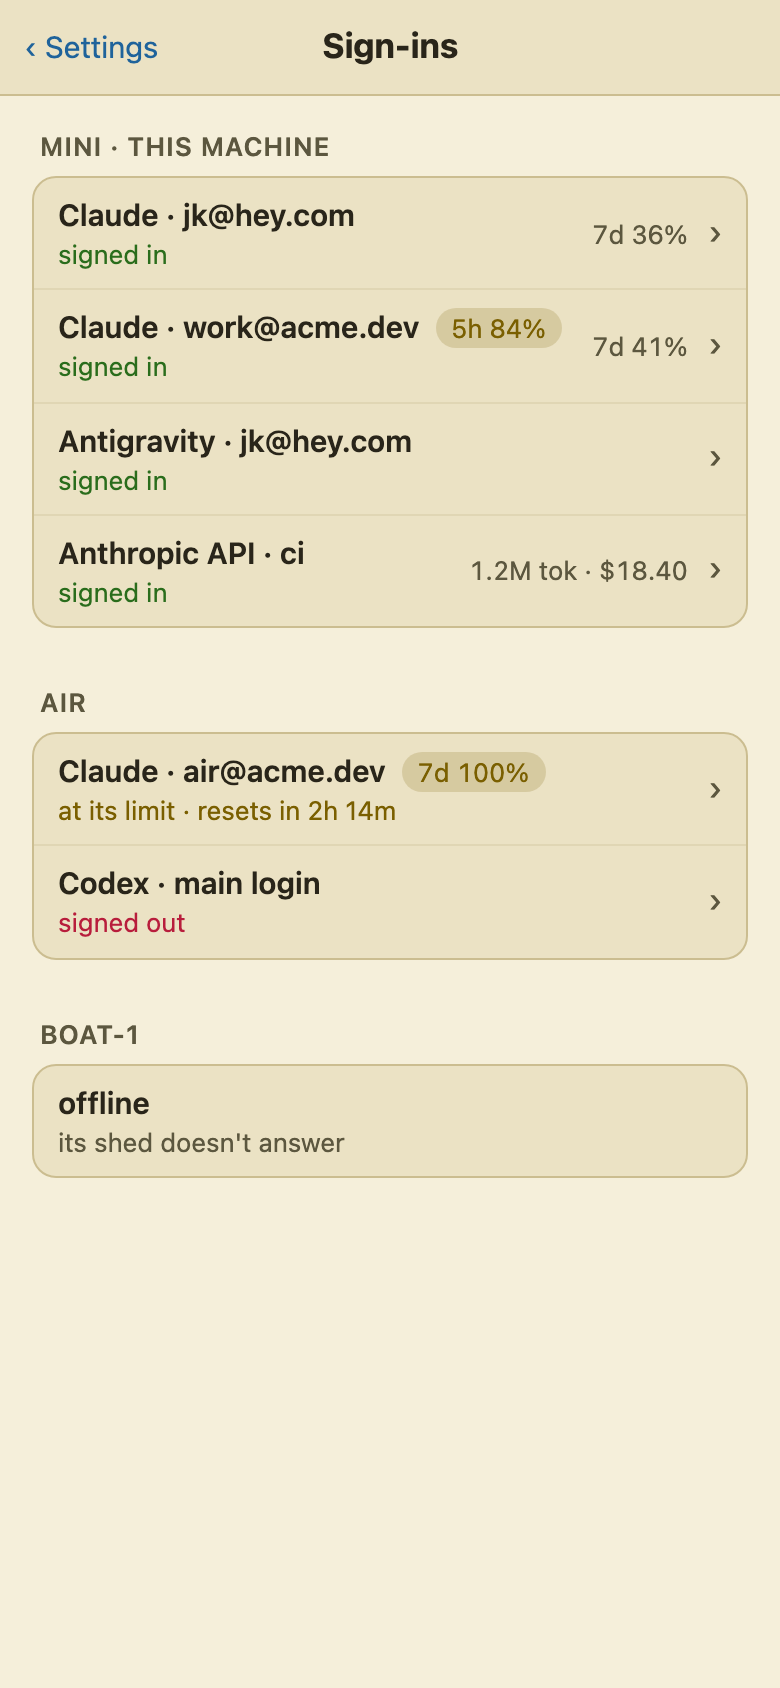 ‹ Settings
Sign-ins
MINI · THIS MACHINE
Claude · jk@hey.com
signed in
7d 36% ›
Claude · work@acme.dev 5h 84%
signed in
7d 41% ›
Antigravity · jk@hey.com
signed in
›
Anthropic API · ci
signed in
1.2M tok · $18.40 ›
AIR
Claude · air@acme.dev 7d 100%
at its limit · resets in 2h 14m
›
Codex · main login
signed out
›
BOAT-1
offline
its shed doesn't answer